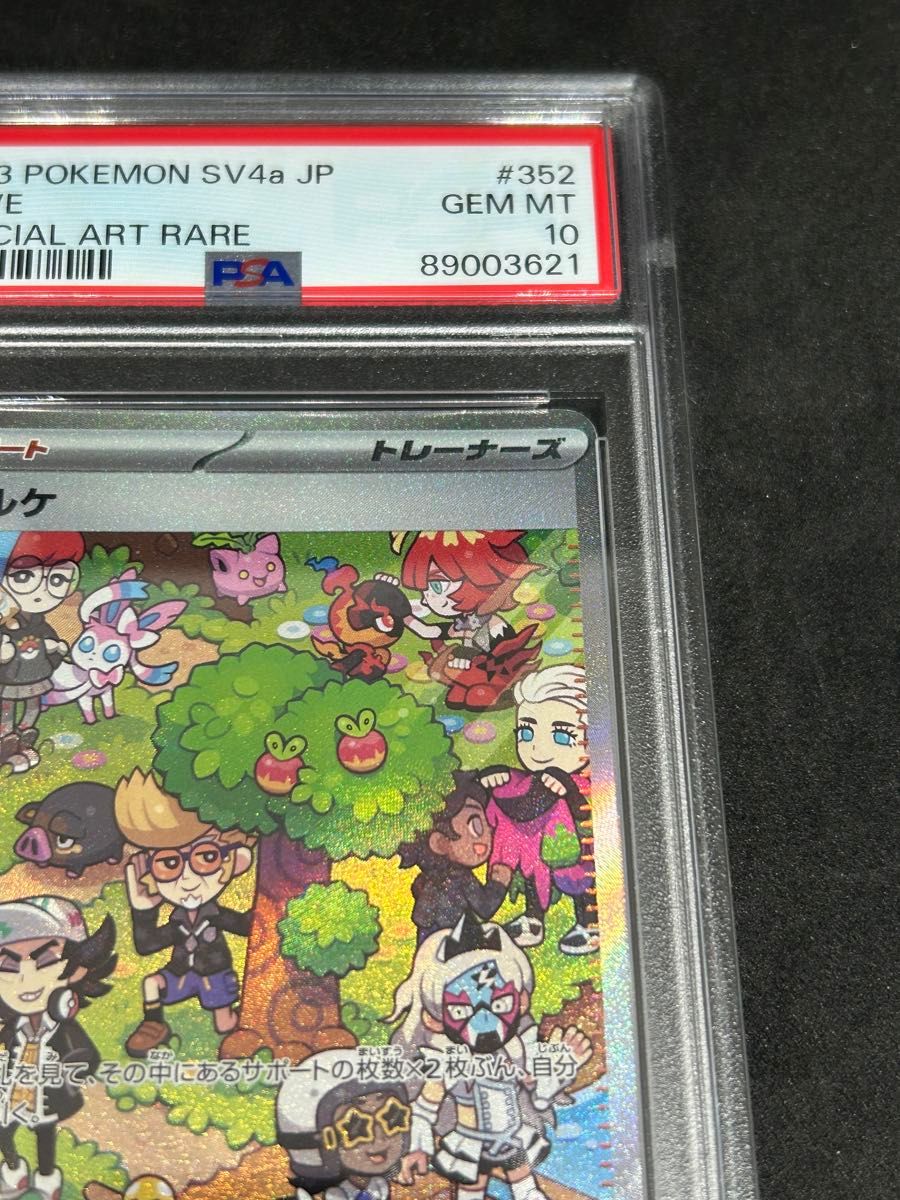 3 POKEMON SV4a JP #352
VE GEM MT
CIAL ART RARE 10
PSA 89003621
ート トレーナーズ
ルケ
を見て、その中にあるサポートの枚数×2枚ぶん、自分
く。